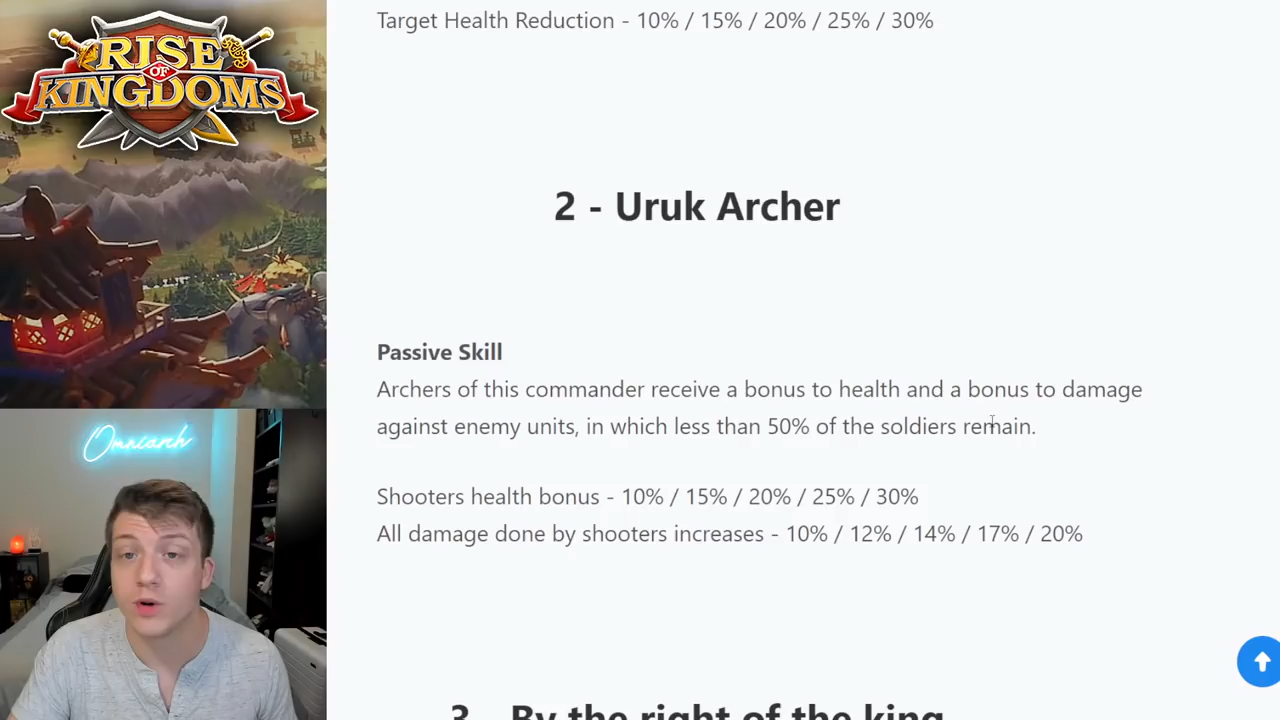 RISE
OF
KINGDOMS
Omniarch
Target Health Reduction - 10% / 15% / 20% / 25% / 30%
2 - Uruk Archer
Passive Skill
Archers of this commander receive a bonus to health and a bonus to damage
against enemy units, in which less than 50% of the soldiers remain.
Shooters health bonus - 10% / 15% / 20% / 25% / 30%
All damage done by shooters increases - 10% / 12% / 14% / 17% / 20%
3 - By the right of the king